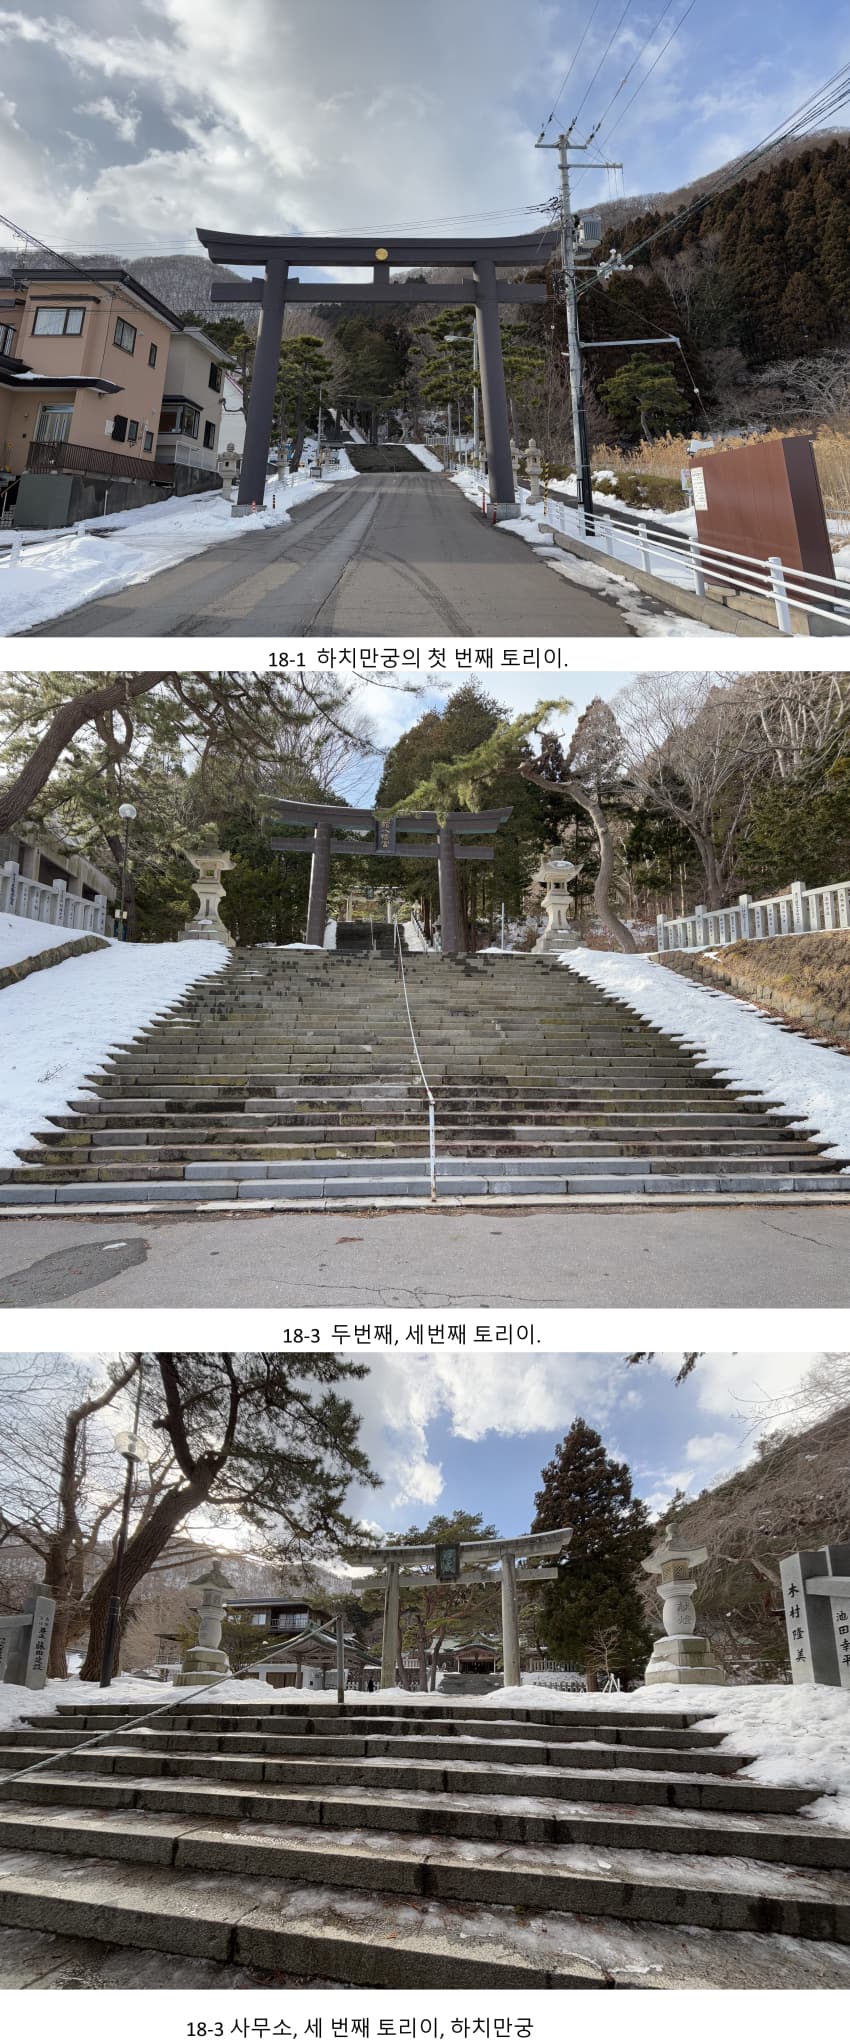 18-1 하치만궁의 첫 번째 토리이.
18-3 두번째, 세번째 토리이.
木村隆美
池田幸平
18-3 사무소, 세 번째 토리이, 하치만궁